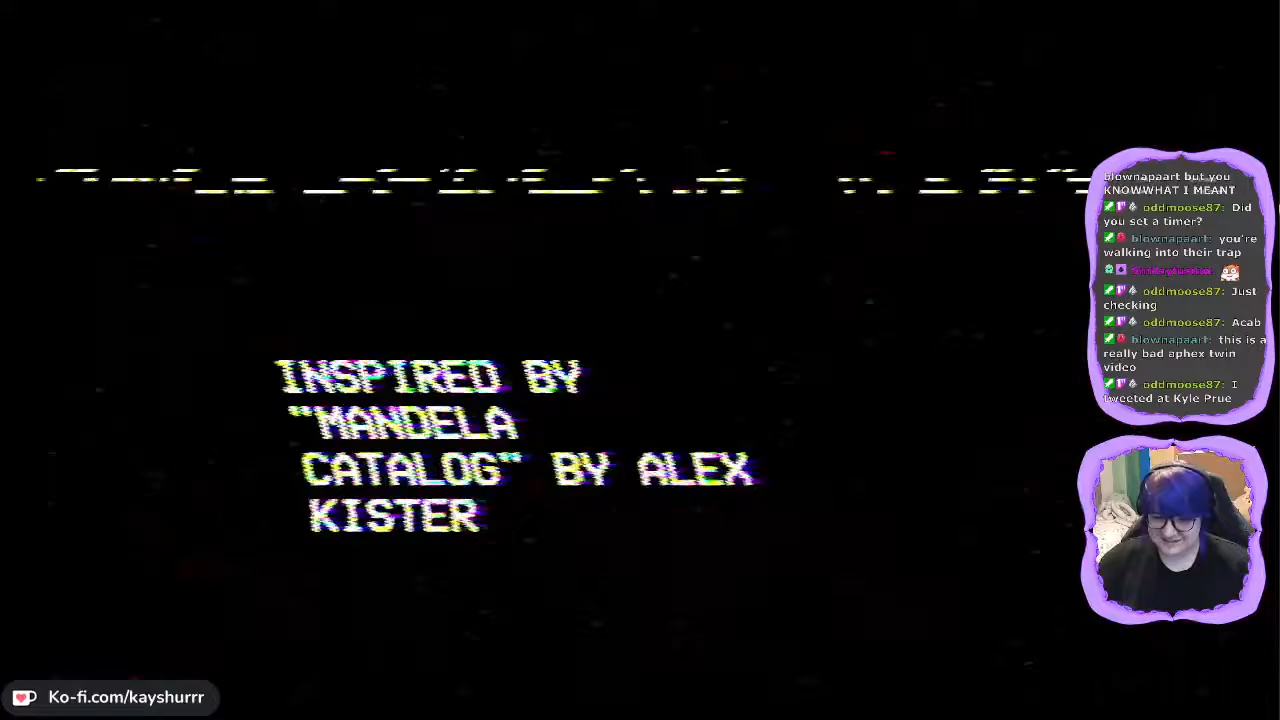 INSPIRED BY
"MANDELA
CATALOG" BY ALEX
KISTER
blownapaart but you
KNOWWHAT I MEANT
oddmoose87: Did
you set a timer?
blownapaart: you're
walking into their trap
oddmoose87: Just
checking
oddmoose87: Acab
blownapaart: this is a
really bad aphex twin
video
oddmoose87: I
tweeted at Kyle Prue
Ko-fi.com/kayshurrr